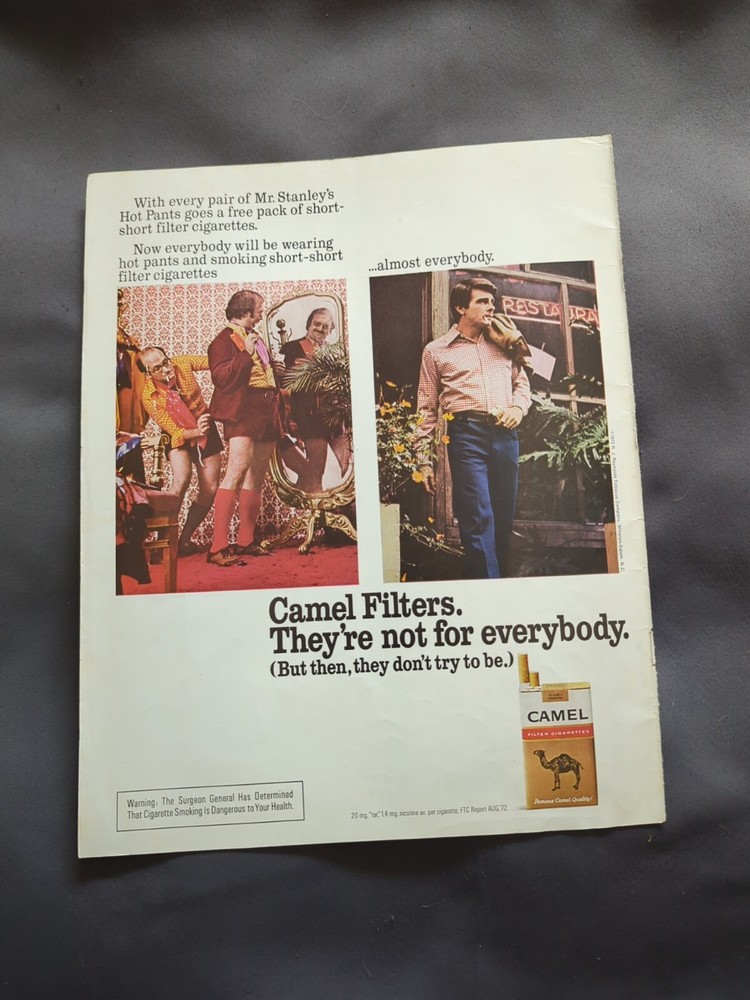 With every pair of Mr. Stanley's
Hot Pants goes a free pack of short-
short filter cigarettes.
Now everybody will be wearing
hot pants and smoking short-short
filter cigarettes
...almost everybody.
RESTAURA
Camel Filters.
They're not for everybody.
(But then, they don't try to be.)
CAMEL
FILTER CIGARETTES
Famous Camel Quality!
Warning: The Surgeon General Has Determined
That Cigarette Smoking Is Dangerous to Your Health.
20 mg. "tar," 1.4 mg. nicotine av. per cigarette, FTC Report AUG. '72.